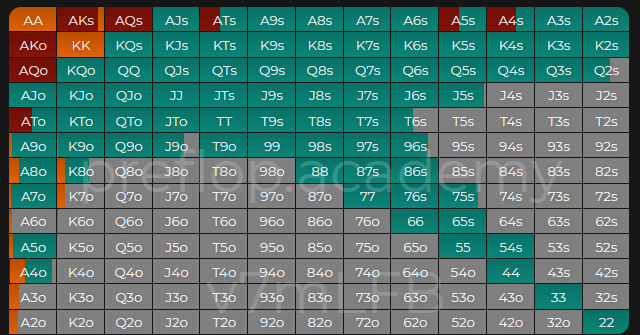 AA AKs AQs AJs ATs A9s A8s A7s A6s A5s A4s A3s A2s
AKo KK KQs KJs KTs K9s K8s K7s K6s K5s K4s K3s K2s
AQo KQo QQ QJs QTs Q9s Q8s Q7s Q6s Q5s Q4s Q3s Q2s
AJo KJo QJo JJ JTs J9s J8s J7s J6s J5s J4s J3s J2s
ATo KTo QTo JTo TT T9s T8s T7s T6s T5s T4s T3s T2s
A9o K9o Q9o J9o T9o 99 98s 97s 96s 95s 94s 93s 92s
A8o K8o Q8o J8o T8o 98o 88 87s 86s 85s 84s 83s 82s
preflop.academy
A7o K7o Q7o J7o T7o 97o 87o 77 76s 75s 74s 73s 72s
A6o K6o Q6o J6o T6o 96o 86o 76o 66 65s 64s 63s 62s
A5o K5o Q5o J5o T5o 95o 85o 75o 65o 55 54s 53s 52s
A4o K4o Q4o J4o T4o 94o 84o 74o 64o 54o 44 43s 42s
v7mLFB
A3o K3o Q3o J3o T3o 93o 83o 73o 63o 53o 43o 33 32s
A2o K2o Q2o J2o T2o 92o 82o 72o 62o 52o 42o 32o 22